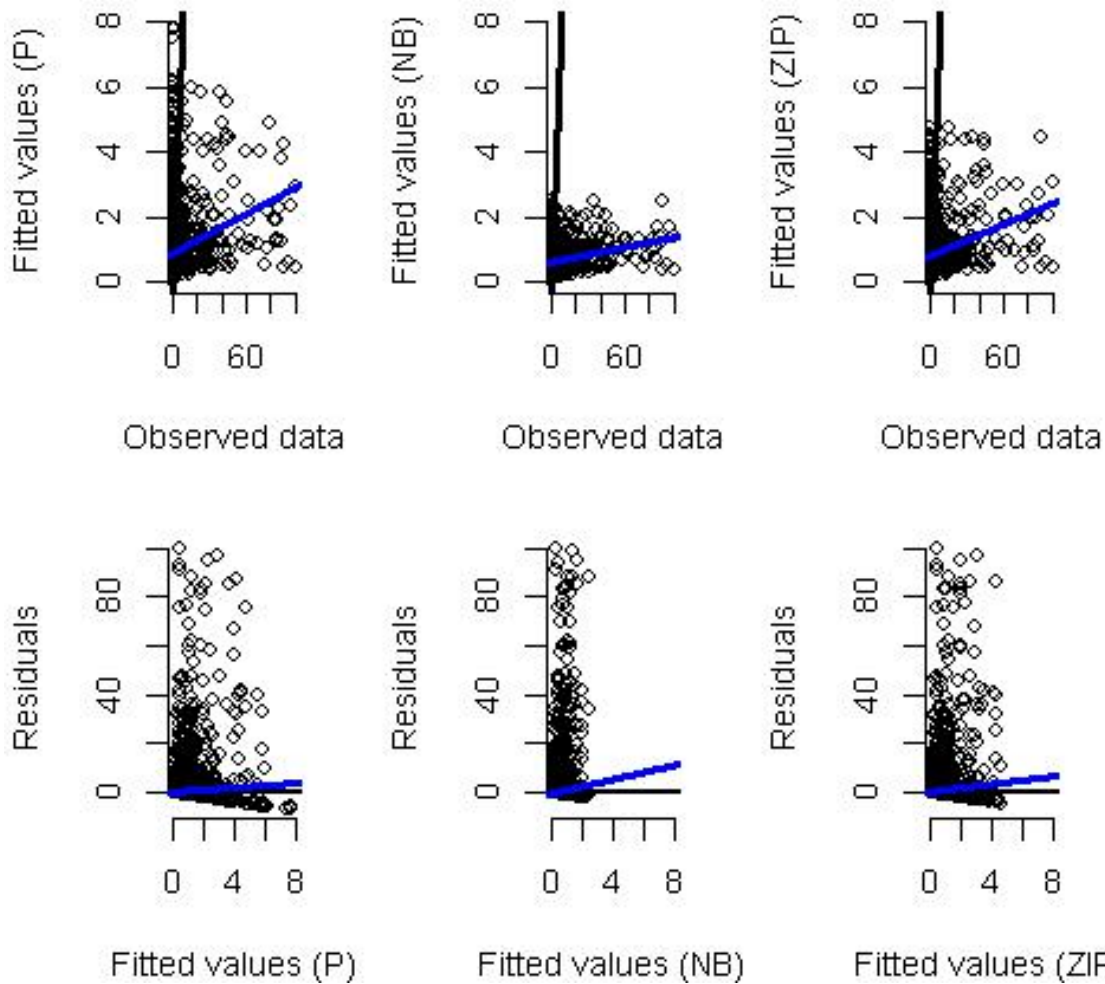 Fitted values (P)
8
6
4
2
0
0 60
Observed data
Fitted values (NB)
8
6
4
2
0
0 60
Observed data
Fitted values (ZIP)
8
6
4
2
0
0 60
Observed data
Residuals
80
40
0
0 4 8
Fitted values (P)
Residuals
80
40
0
0 4 8
Fitted values (NB)
Residuals
80
40
0
0 4 8
Fitted values (ZIP